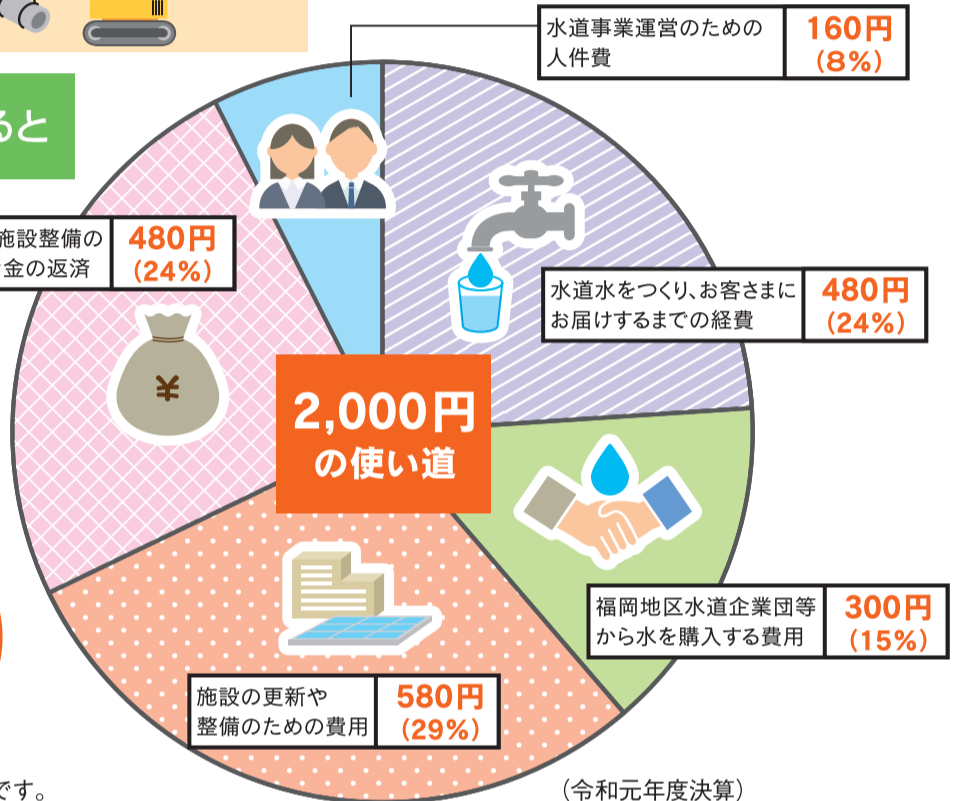 水道事業運営のための
人件費
160円
(8%)
ると
施設整備の
金の返済
480円
(24%)
水道水をつくり、お客さまに
お届けするまでの経費
480円
(24%)
¥
2,000円
の使い道
福岡地区水道企業団等
から水を購入する費用
300円
(15%)
施設の更新や
整備のための費用
580円
(29%)
です。
(令和元年度決算)